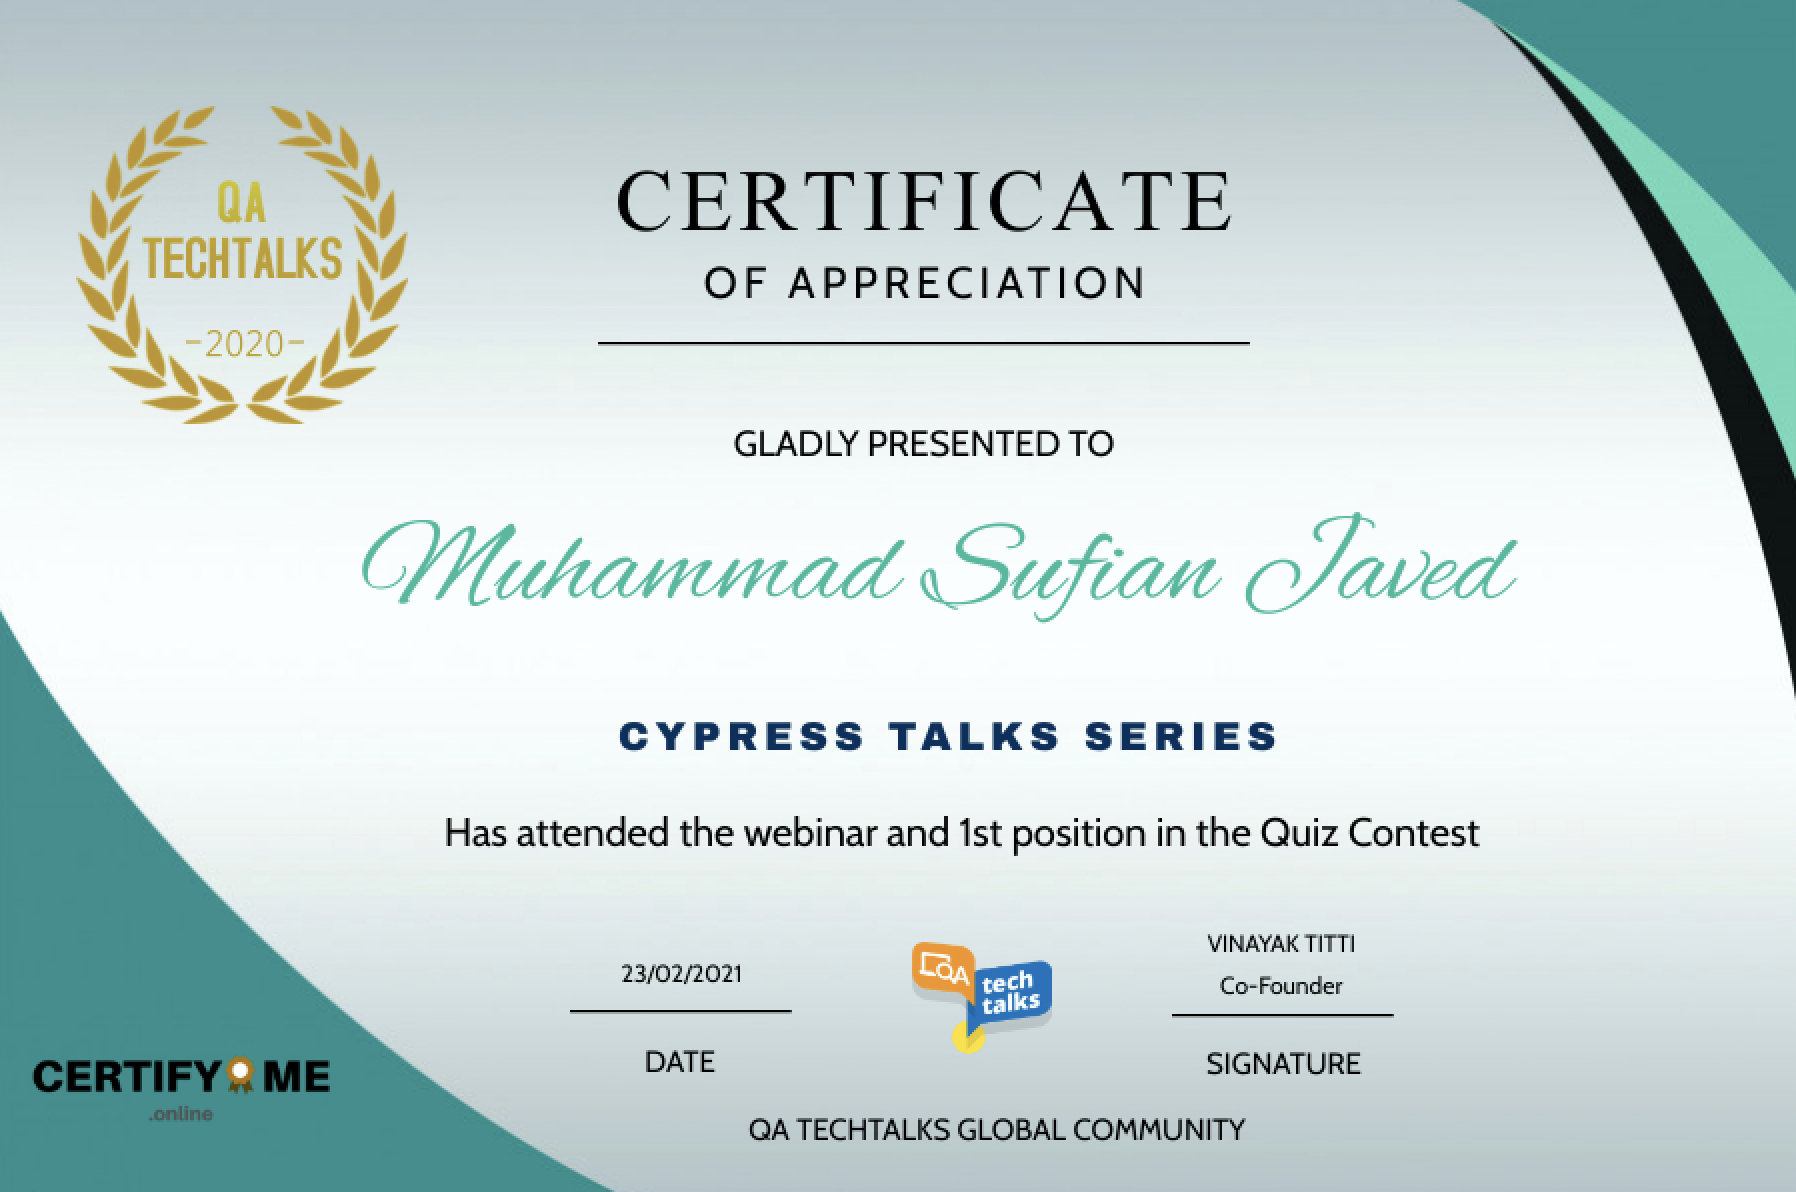 QA
TECHTALKS
-2020-
CERTIFICATE
OF APPRECIATION
GLADLY PRESENTED TO
Muhammad Sufian Javed
CYPRESS TALKS SERIES
Has attended the webinar and 1st position in the Quiz Contest
23/02/2021
DATE
QA
tech
talks
VINAYAK TITTI
Co-Founder
SIGNATURE
CERTIFY ME
.online
QA TECHTALKS GLOBAL COMMUNITY